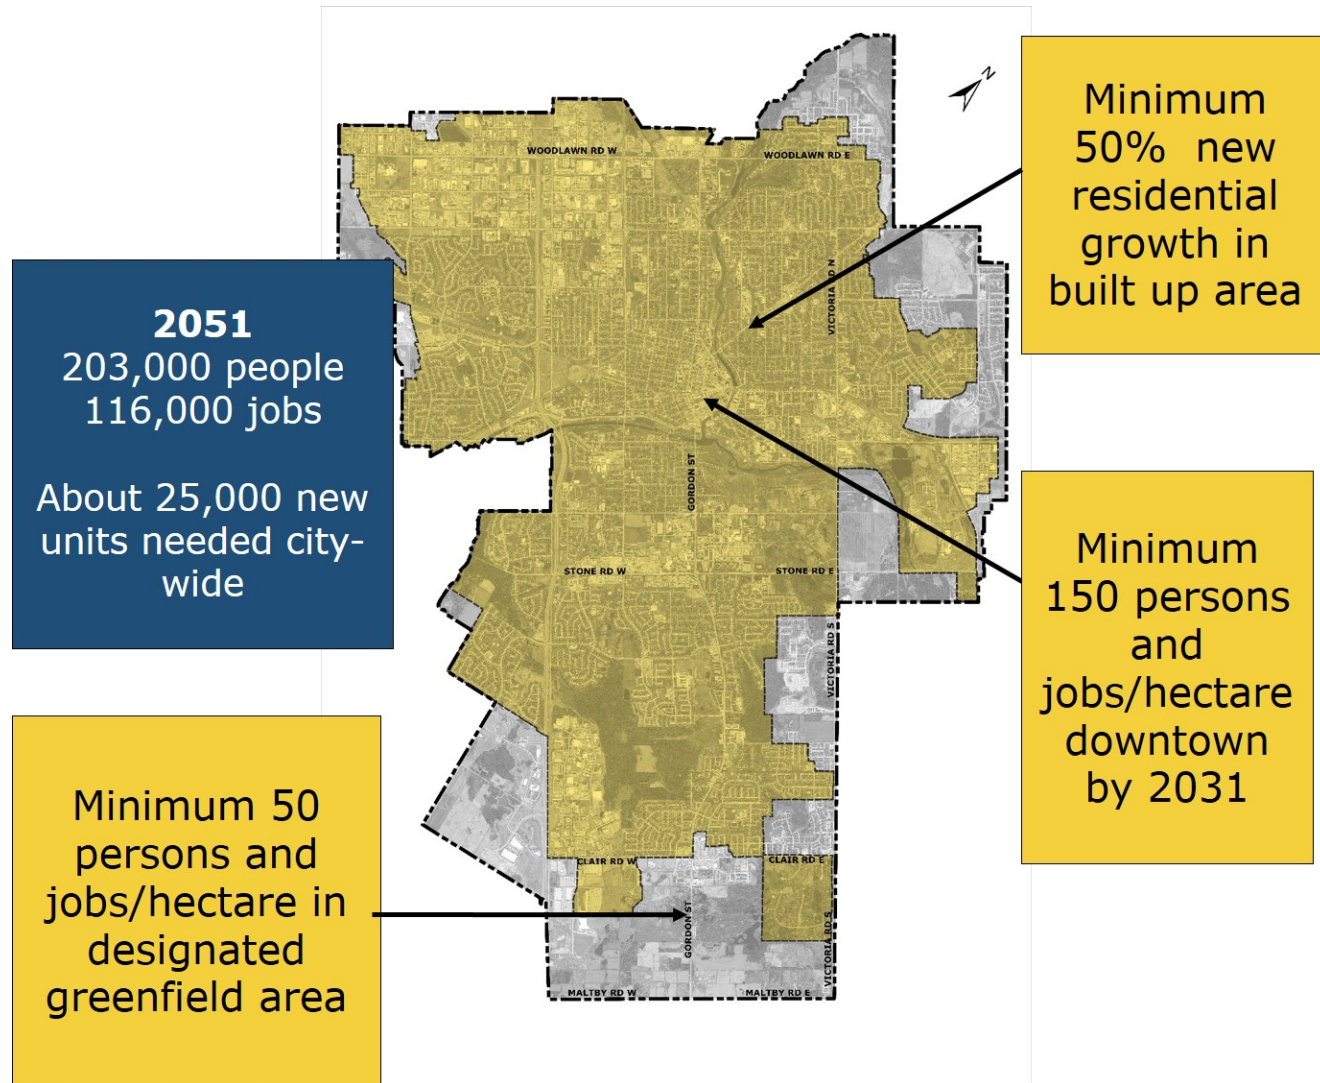 N
Minimum
50% new
residential
growth in
built up area
WOODLAWN RD W
WOODLAWN RD E
VICTORIA RD N
2051
203,000 people
116,000 jobs
About 25,000 new
units needed city-
wide
GORDON ST
STONE RD W
STONE RD E
Minimum
150 persons
and
jobs/hectare
downtown
by 2031
VICTORIA RD S
Minimum 50
persons and
jobs/hectare in
designated
greenfield area
CLAIR RD W
CLAIR RD E
GORDON ST
VICTORIA RD S
MALTBY RD W
MALTBY RD E